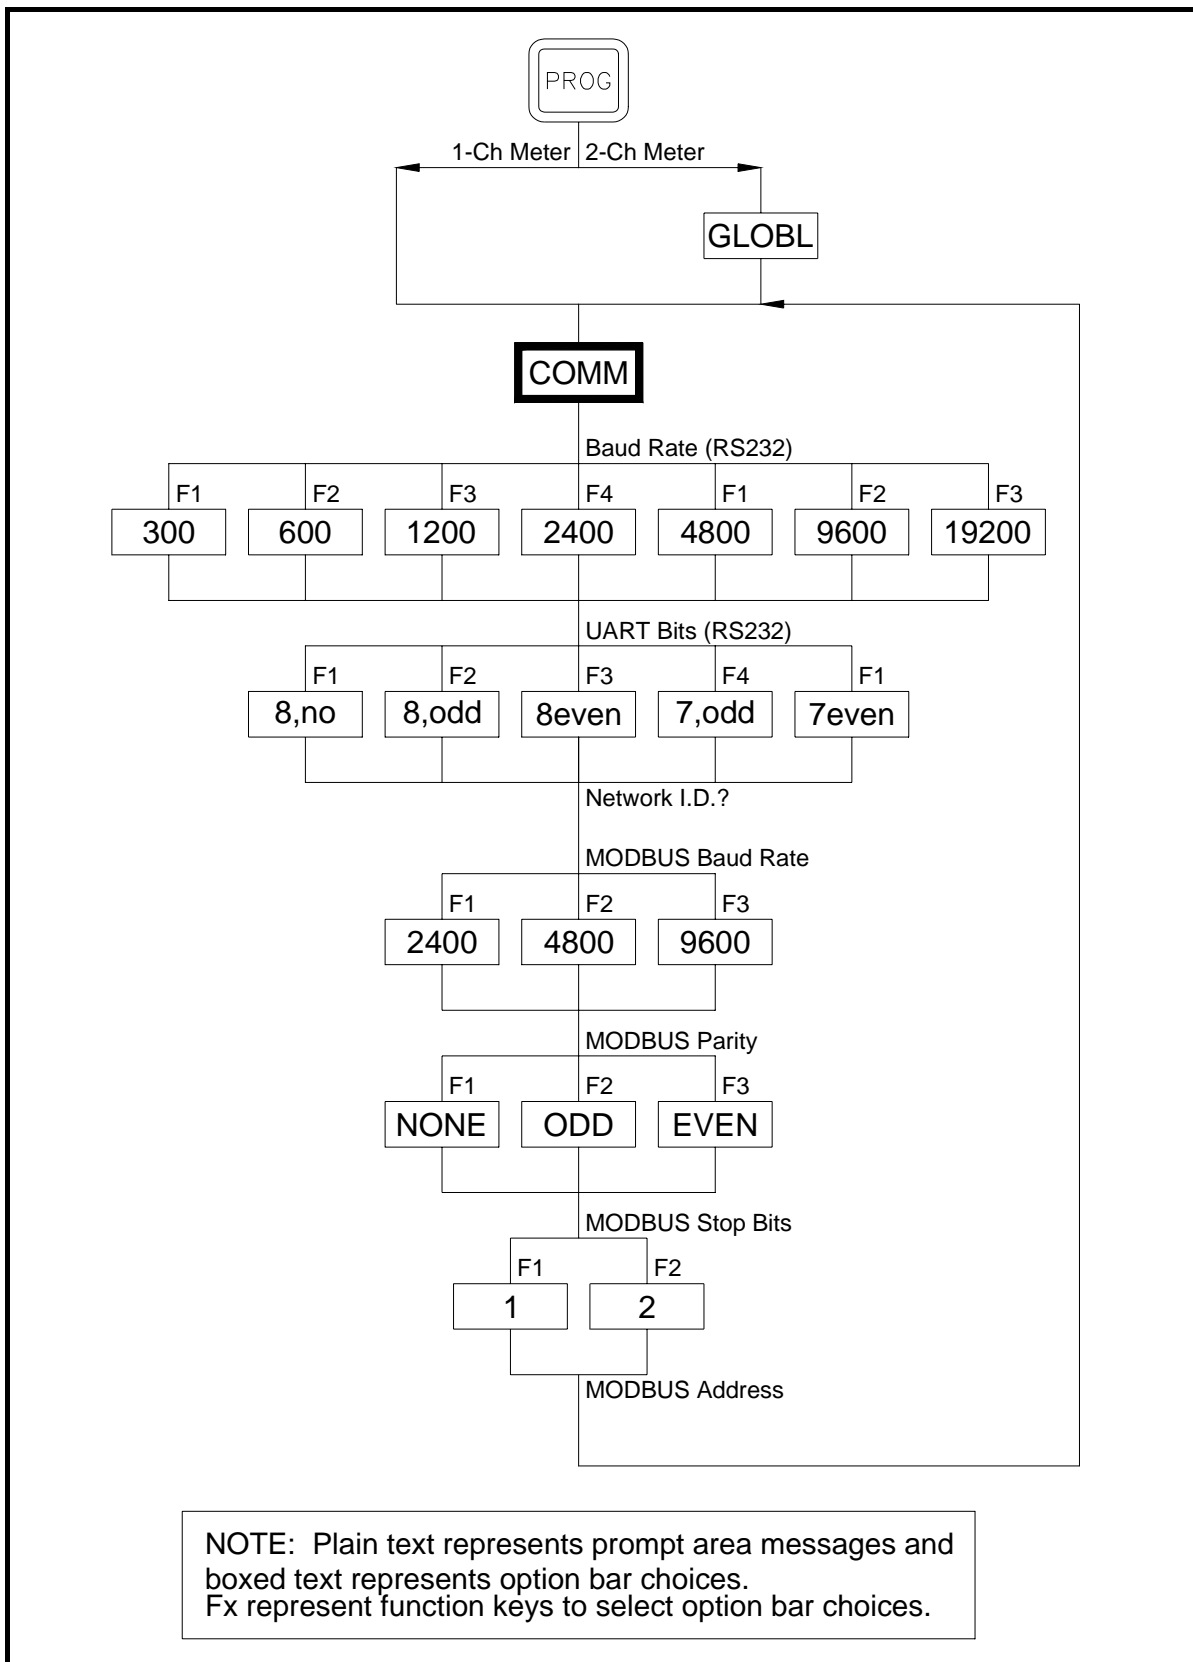 PROG
1-Ch Meter 2-Ch Meter
GLOBL
COMM
Baud Rate (RS232)
F1 F2 F3 F4 F1 F2 F3
300 600 1200 2400 4800 9600 19200
UART Bits (RS232)
F1 F2 F3 F4 F1
8,no 8,odd 8even 7,odd 7even
Network I.D.?
MODBUS Baud Rate
F1 F2 F3
2400 4800 9600
MODBUS Parity
F1 F2 F3
NONE ODD EVEN
MODBUS Stop Bits
F1 F2
1 2
MODBUS Address
NOTE: Plain text represents prompt area messages and
boxed text represents option bar choices.
Fx represent function keys to select option bar choices.